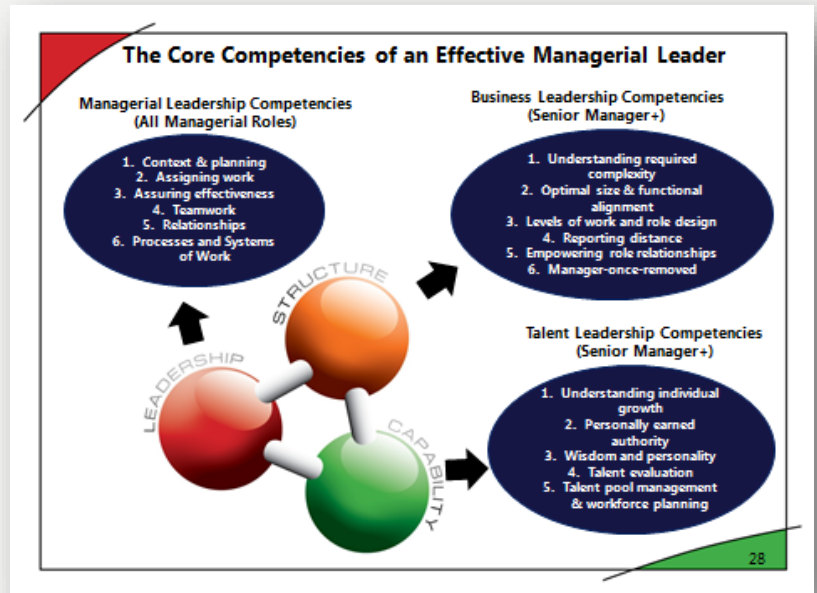 The Core Competencies of an Effective Managerial Leader
Managerial Leadership Competencies
(All Managerial Roles)
1. Context & planning
2. Assigning work
3. Assuring effectiveness
4. Teamwork
5. Relationships
6. Processes and Systems
of Work
Business Leadership Competencies
(Senior Manager+)
1. Understanding required
complexity
2. Optimal size & functional
alignment
3. Levels of work and role design
4. Reporting distance
5. Empowering role relationships
6. Manager-once-removed
STRUCTURE
LEADERSHIP
CAPABILITY
Talent Leadership Competencies
(Senior Manager+)
1. Understanding individual
growth
2. Personally earned
authority
3. Wisdom and personality
4. Talent evaluation
5. Talent pool management
& workforce planning
28